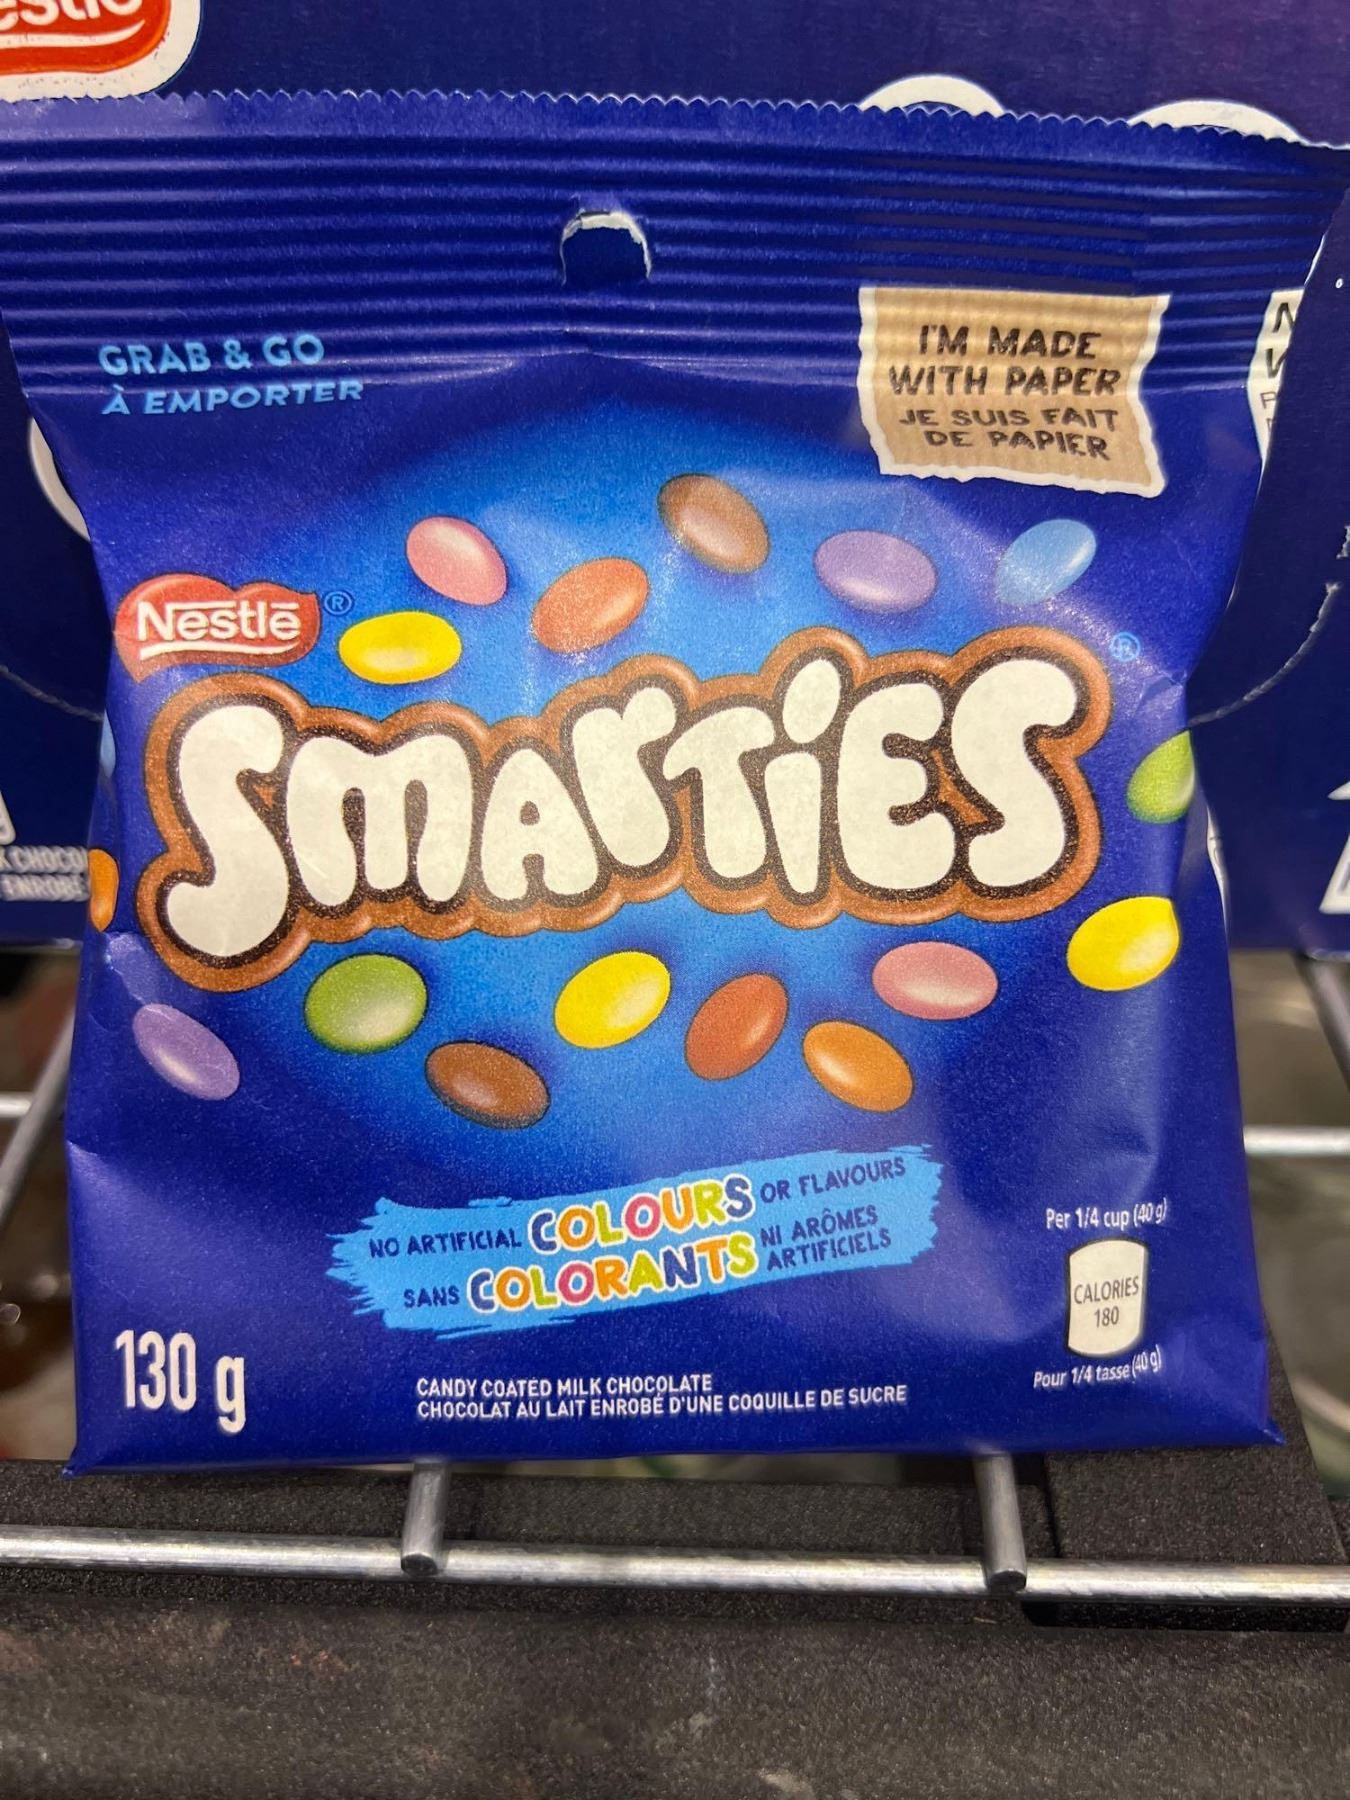 GRAB & GO
À EMPORTER
I'M MADE
WITH PAPER
JE SUIS FAIT
DE PAPIER
Nestlé ®
SMARTIES ®
NO ARTIFICIAL COLOURS OR FLAVOURS
SANS COLORANTS NI ARÔMES ARTIFICIELS
130 g
CANDY COATED MILK CHOCOLATE
CHOCOLAT AU LAIT ENROBÉ D'UNE COQUILLE DE SUCRE
Per 1/4 cup (40 g)
CALORIES
180
Pour 1/4 tasse (40 g)